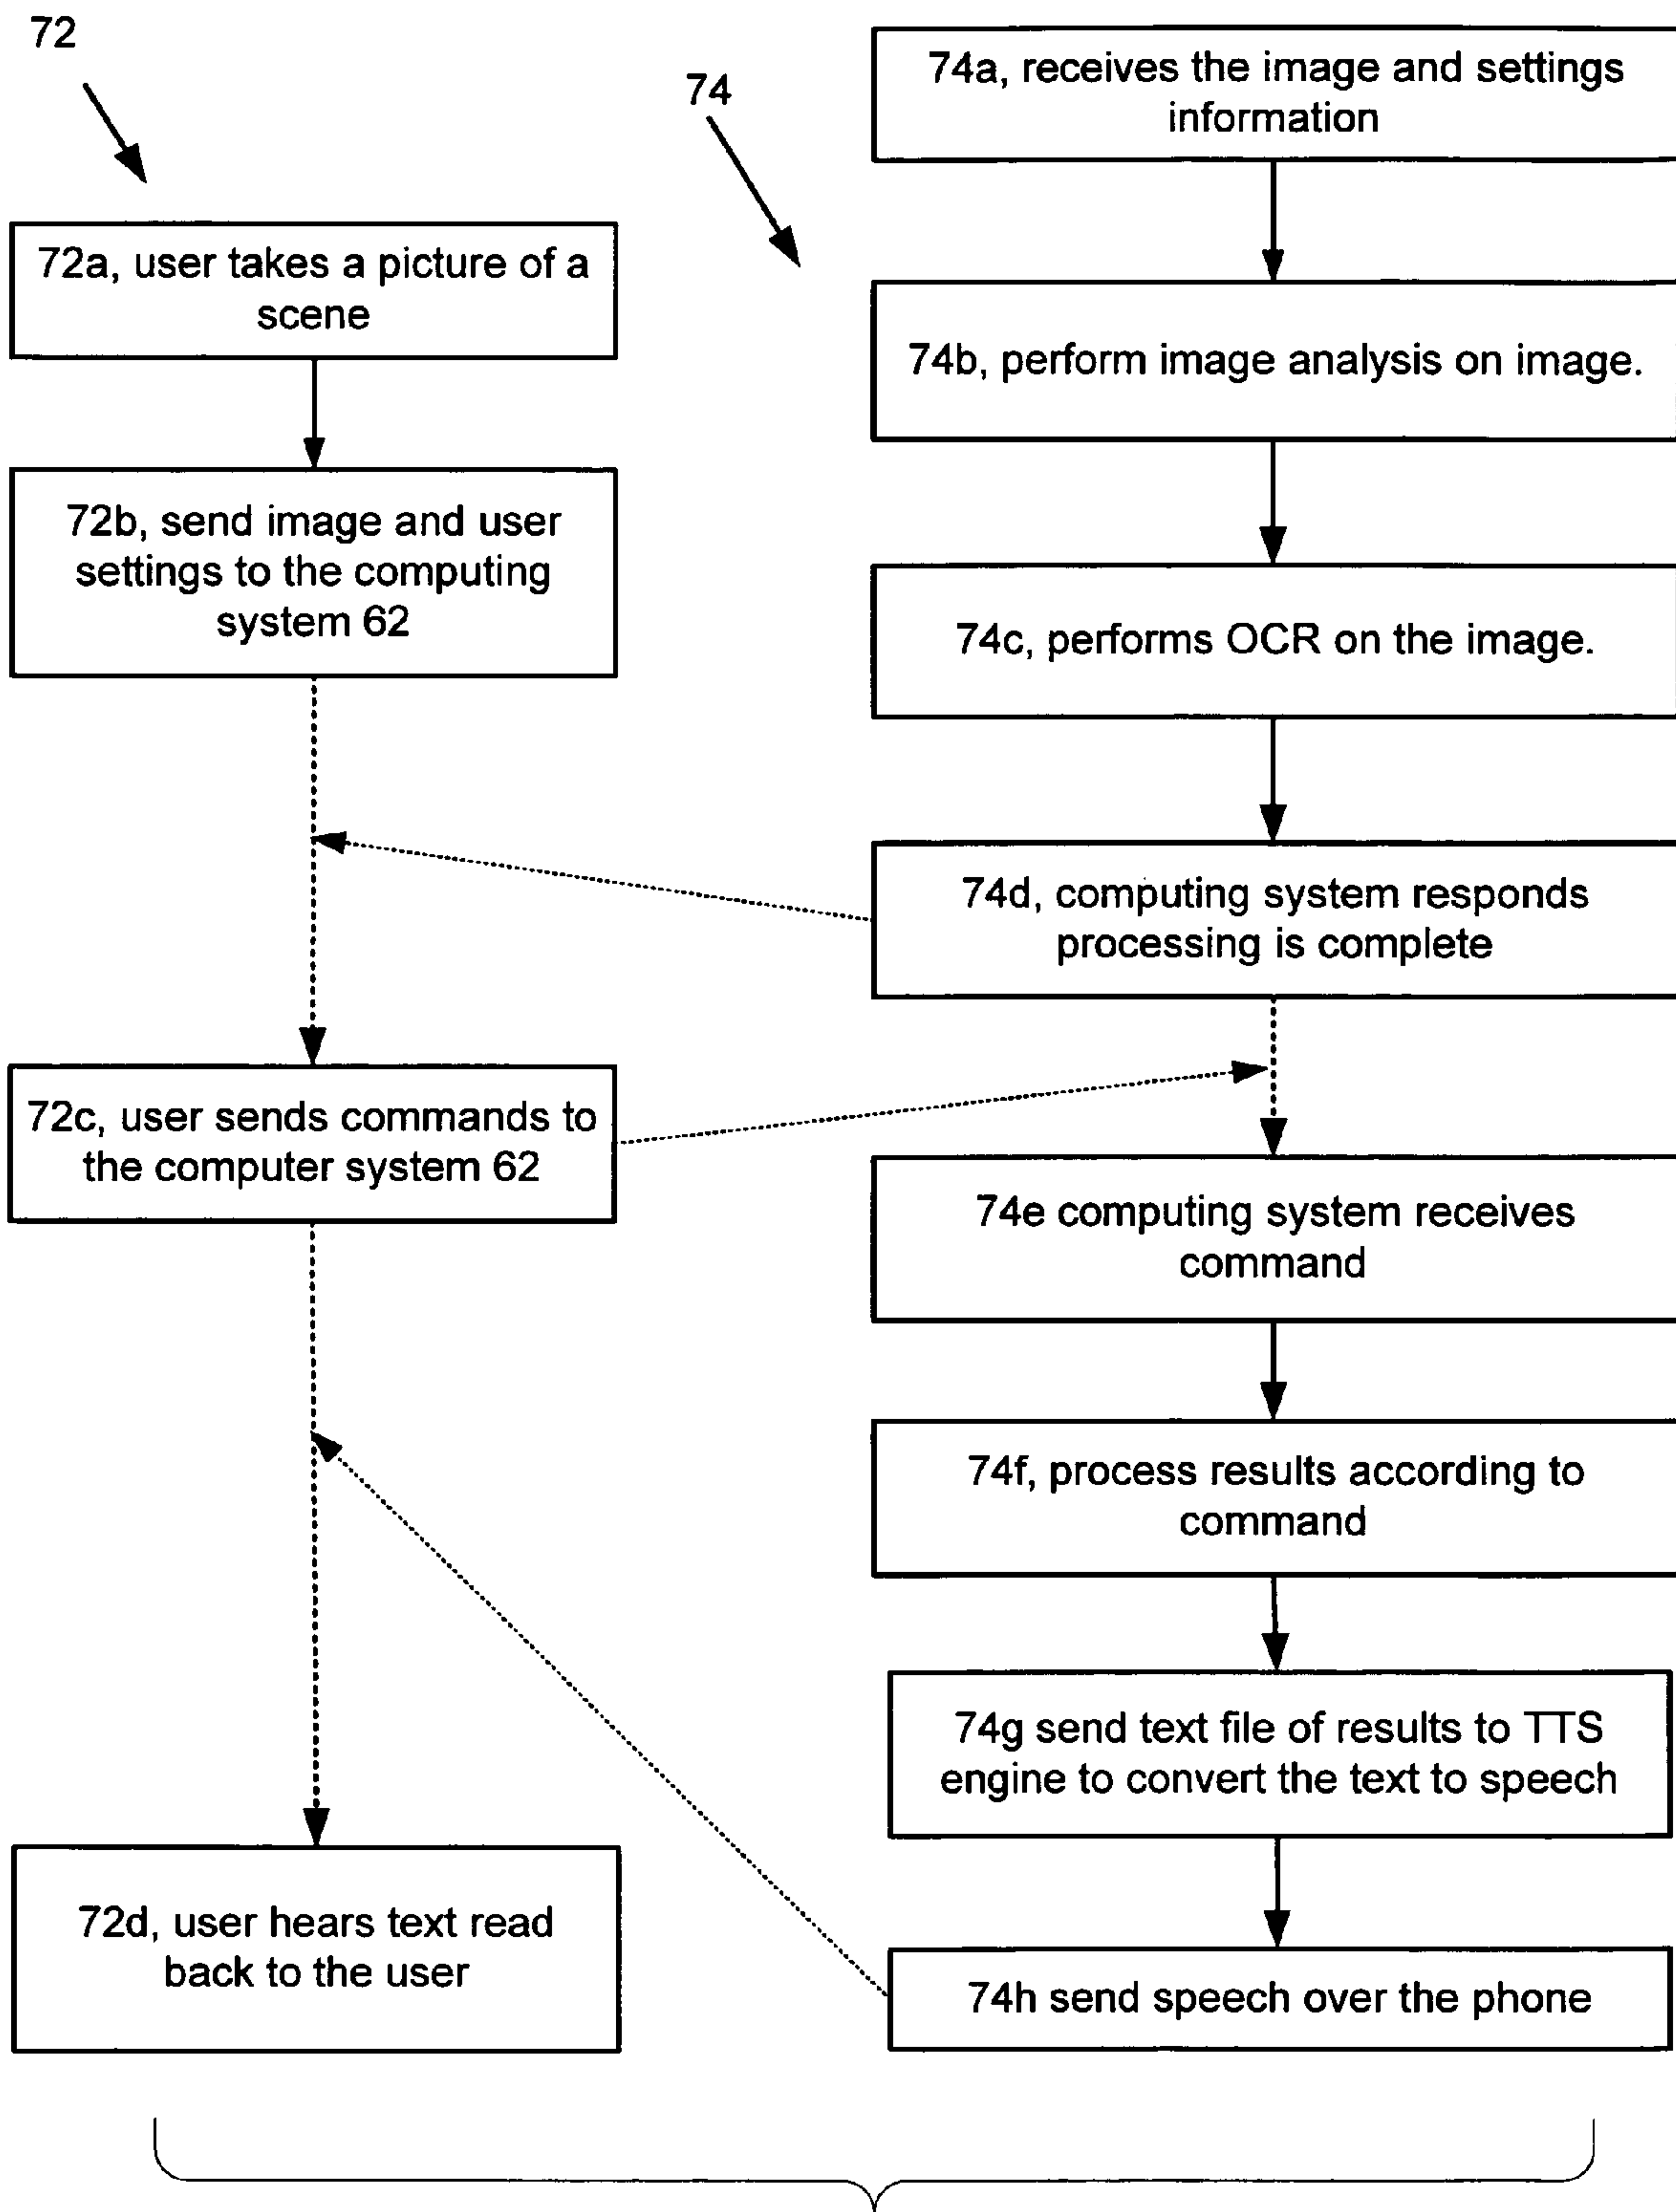 72
72a, user takes a picture of a
scene
72b, send image and user
settings to the computing
system 62
72c, user sends commands to
the computer system 62
72d, user hears text read
back to the user
74
74a, receives the image and settings
information
74b, perform image analysis on image.
74c, performs OCR on the image.
74d, computing system responds
processing is complete
74e computing system receives
command
74f, process results according to
command
74g send text file of results to TTS
engine to convert the text to speech
74h send speech over the phone